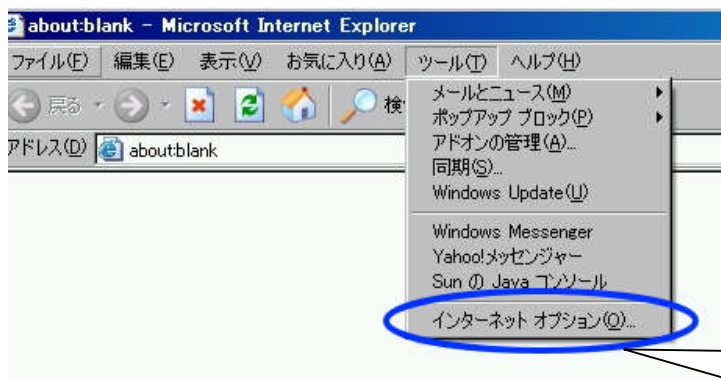 about:blank - Microsoft Internet Explorer
ファイル(F) 編集(E) 表示(V) お気に入り(A) ツール(T) ヘルプ(H)
戻る 検
アドレス(D) about:blank
メールとニュース(M)
ポップアップ ブロック(P)
アドオンの管理(A)...
同期(S)...
Windows Update(U)
Windows Messenger
Yahoo!メッセンジャー
Sun の Java コンソール
インターネット オプション(O)...